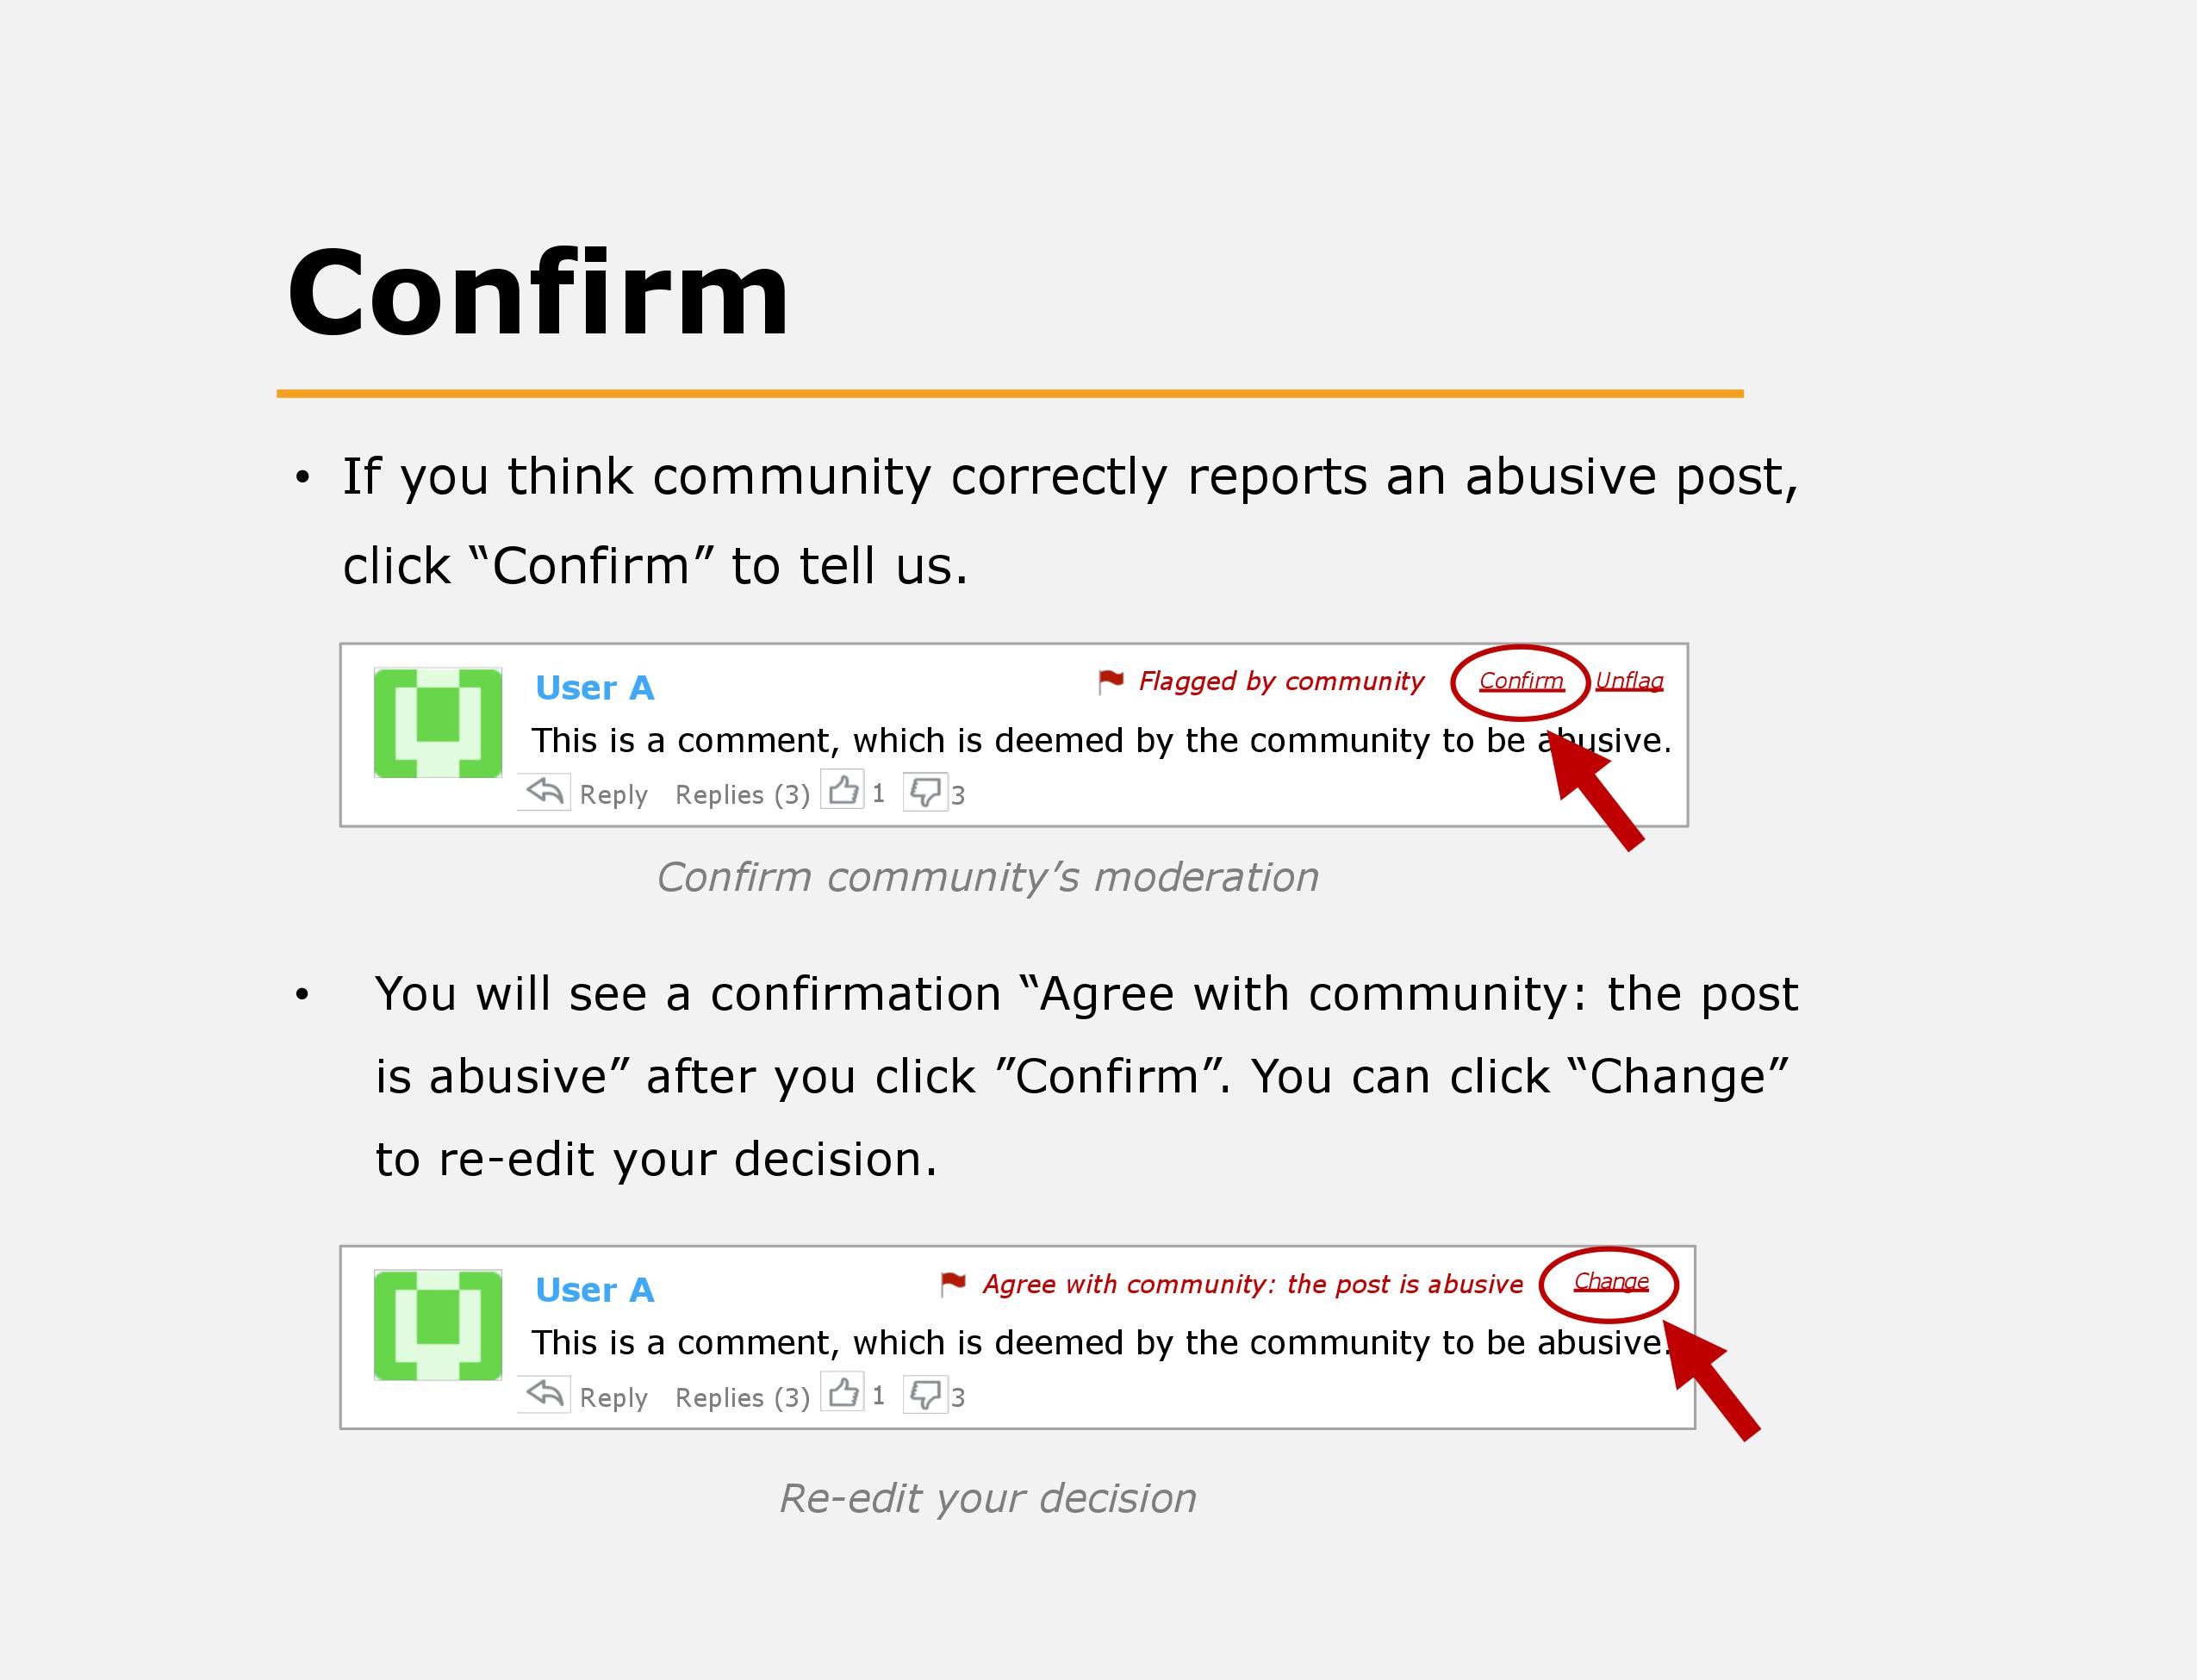 Confirm
• If you think community correctly reports an abusive post,
click “Confirm” to tell us.
User A
Flagged by community Confirm Unflag
This is a comment, which is deemed by the community to be abusive.
Reply Replies (3) 1 3
Confirm community’s moderation
• You will see a confirmation “Agree with community: the post
is abusive” after you click ”Confirm”. You can click “Change”
to re-edit your decision.
User A
Agree with community: the post is abusive Change
This is a comment, which is deemed by the community to be abusive.
Reply Replies (3) 1 3
Re-edit your decision